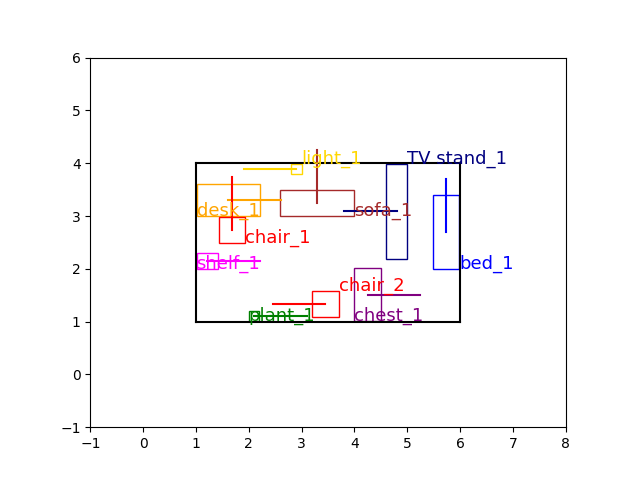 6
5
4
3
2
1
0
−1
light_1
TV stand_1
desk_1
sofa_1
chair_1
shelf_1
bed_1
chair_2
plant_1
chest_1
−1 0 1 2 3 4 5 6 7 8